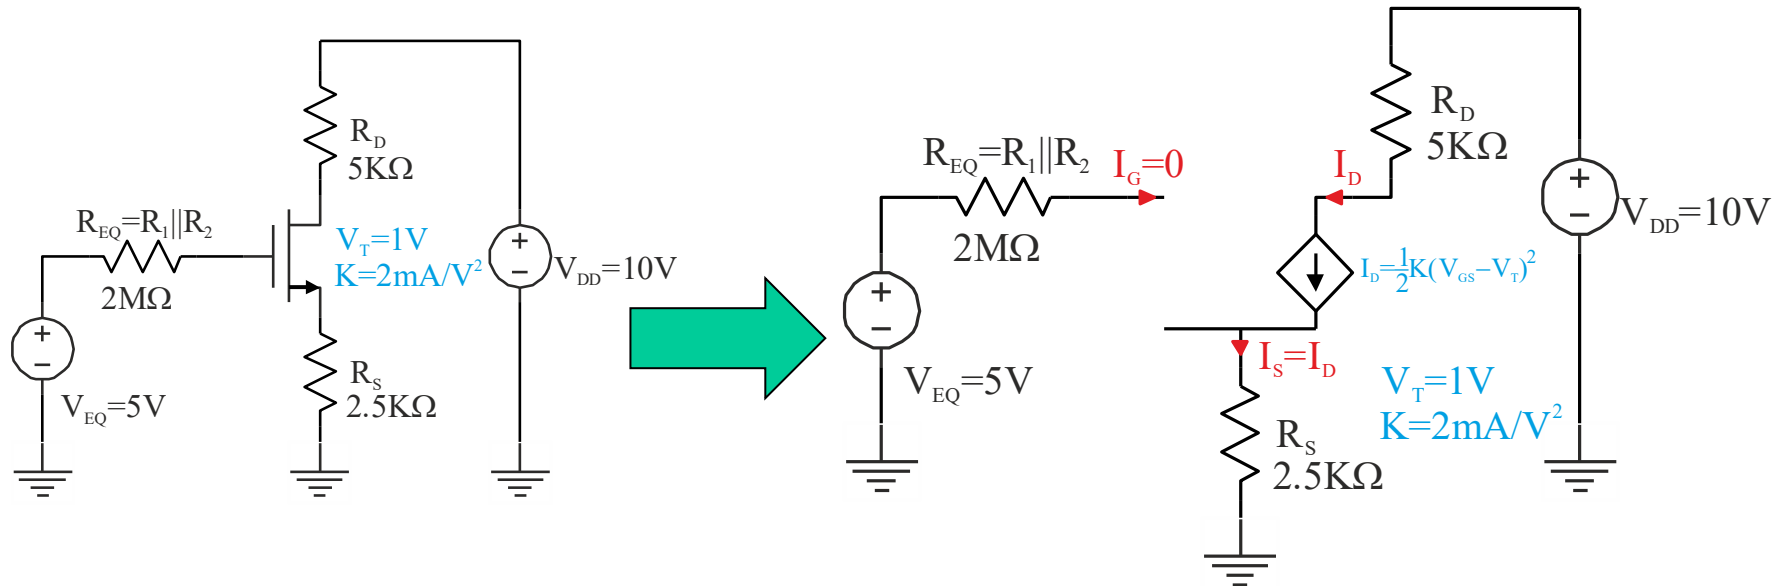 R_D
5KΩ
R_EQ=R_1||R_2
2MΩ
V_T=1V
K=2mA/V^2
+
−
V_DD=10V
+
−
V_EQ=5V
R_S
2.5KΩ
R_EQ=R_1||R_2
2MΩ
I_G=0
R_D
5KΩ
I_D
+
−
V_DD=10V
I_D=1/2K(V_GS−V_T)^2
+
−
V_EQ=5V
I_S=I_D
V_T=1V
K=2mA/V^2
R_S
2.5KΩ